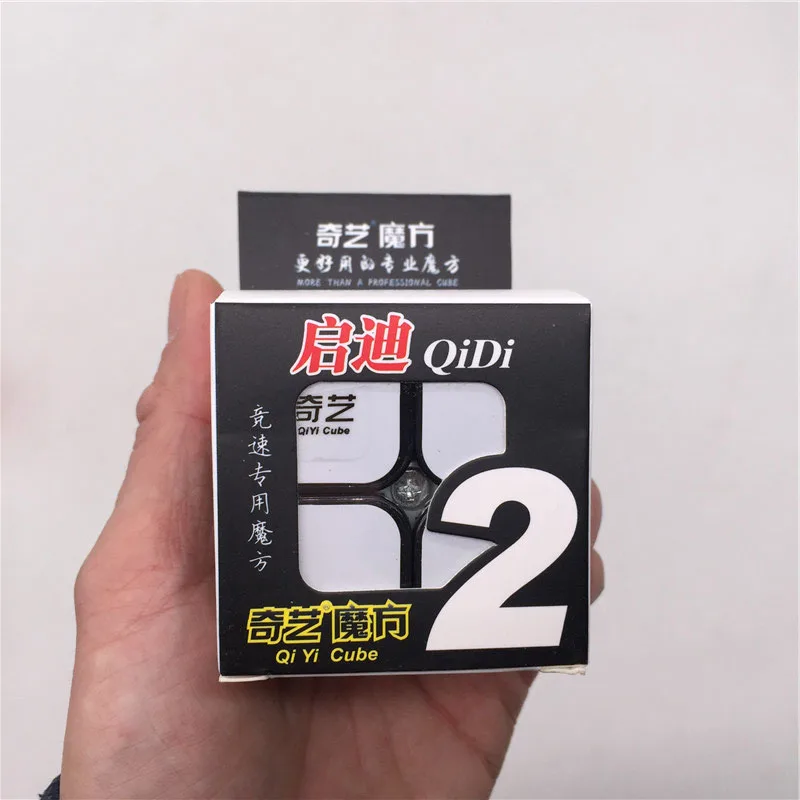 奇艺®魔方
更好用的专业魔方
MORE THAN A PROFESSIONAL CUBE
启迪 QiDi
竞速专用魔方
奇艺
QiYi Cube
2
奇艺®魔方
Qi Yi Cube